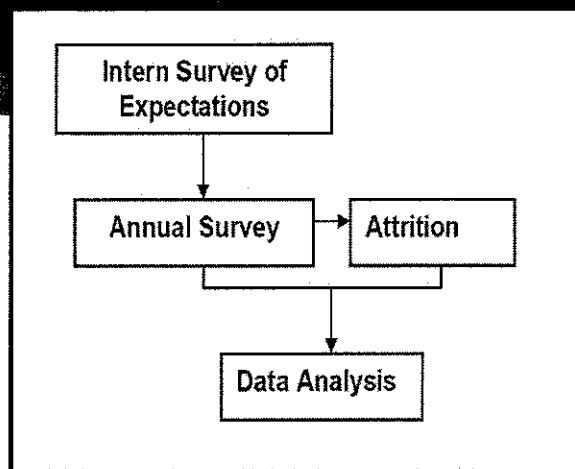 Intern Survey of
Expectations
Annual Survey
Attrition
Data Analysis